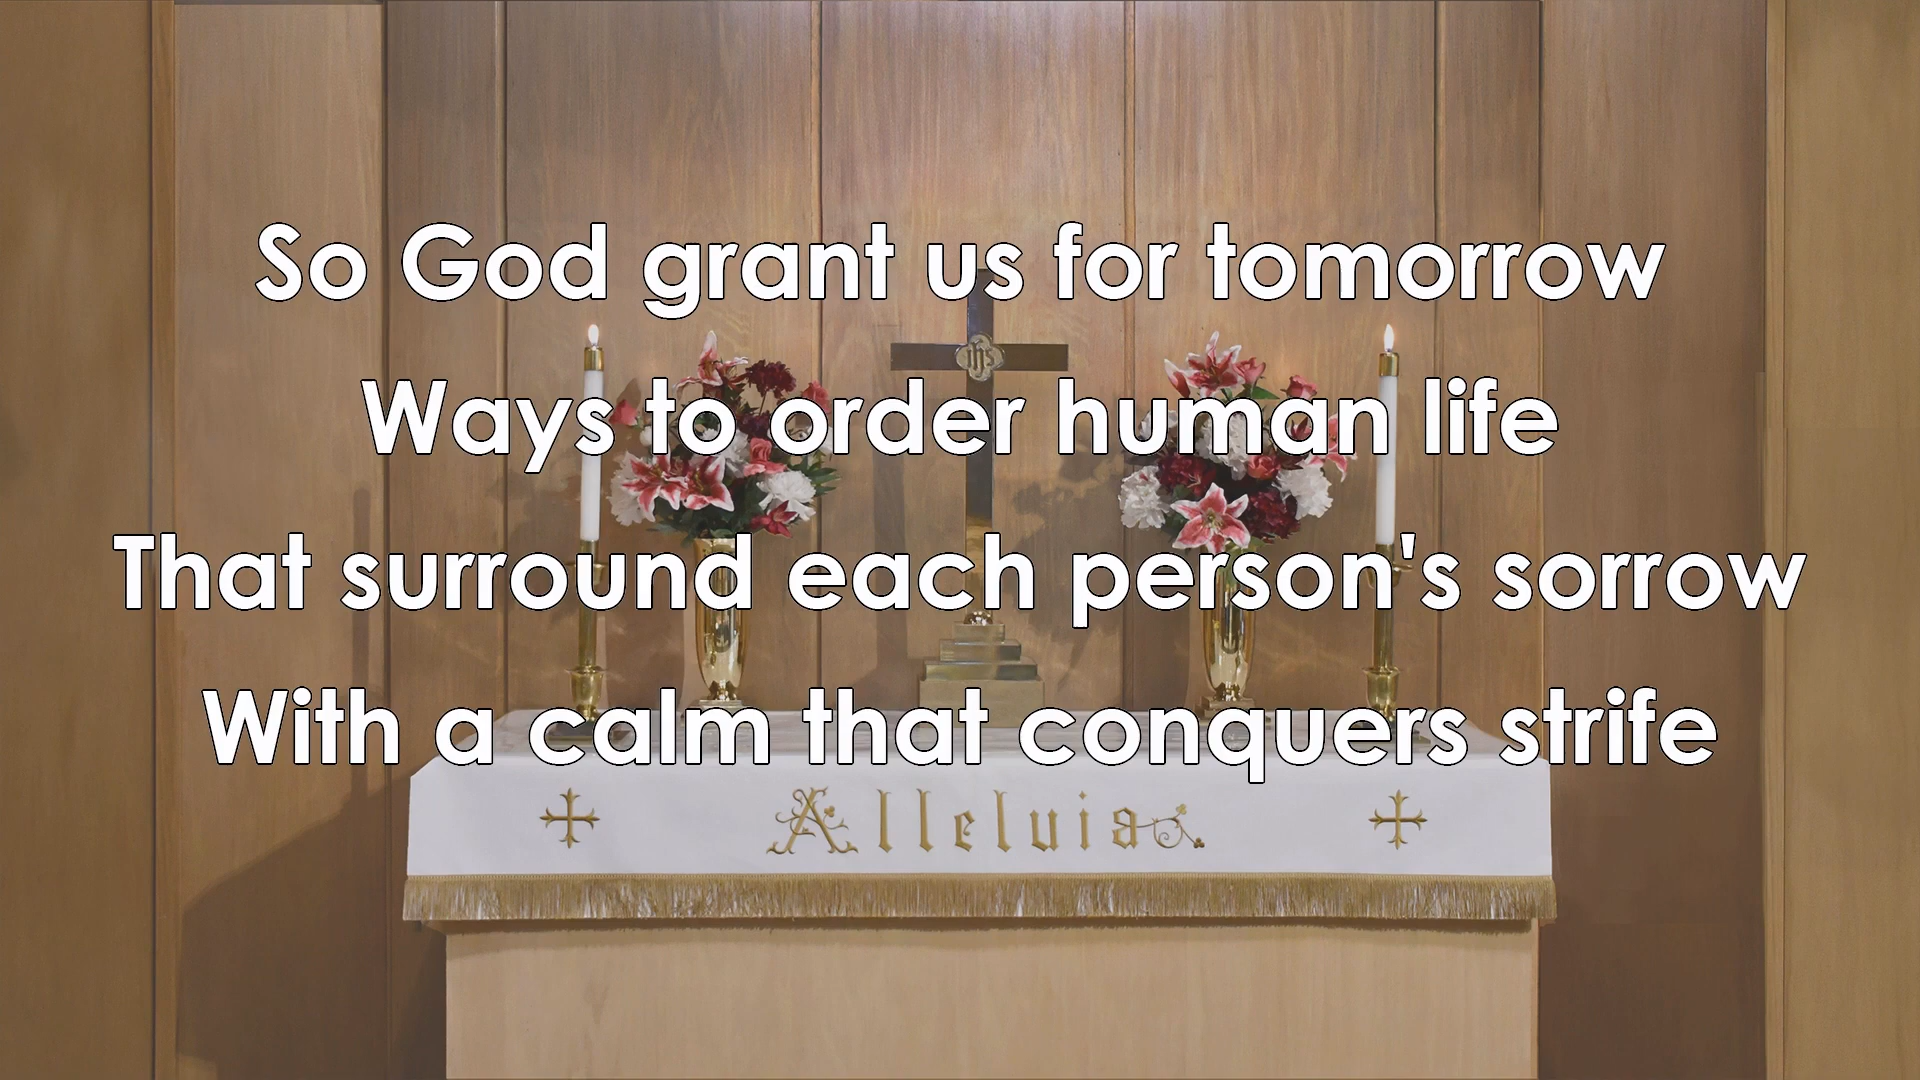 So God grant us for tomorrow
ihs
Ways to order human life
That surround each person's sorrow
With a calm that conquers strife
Alleluia